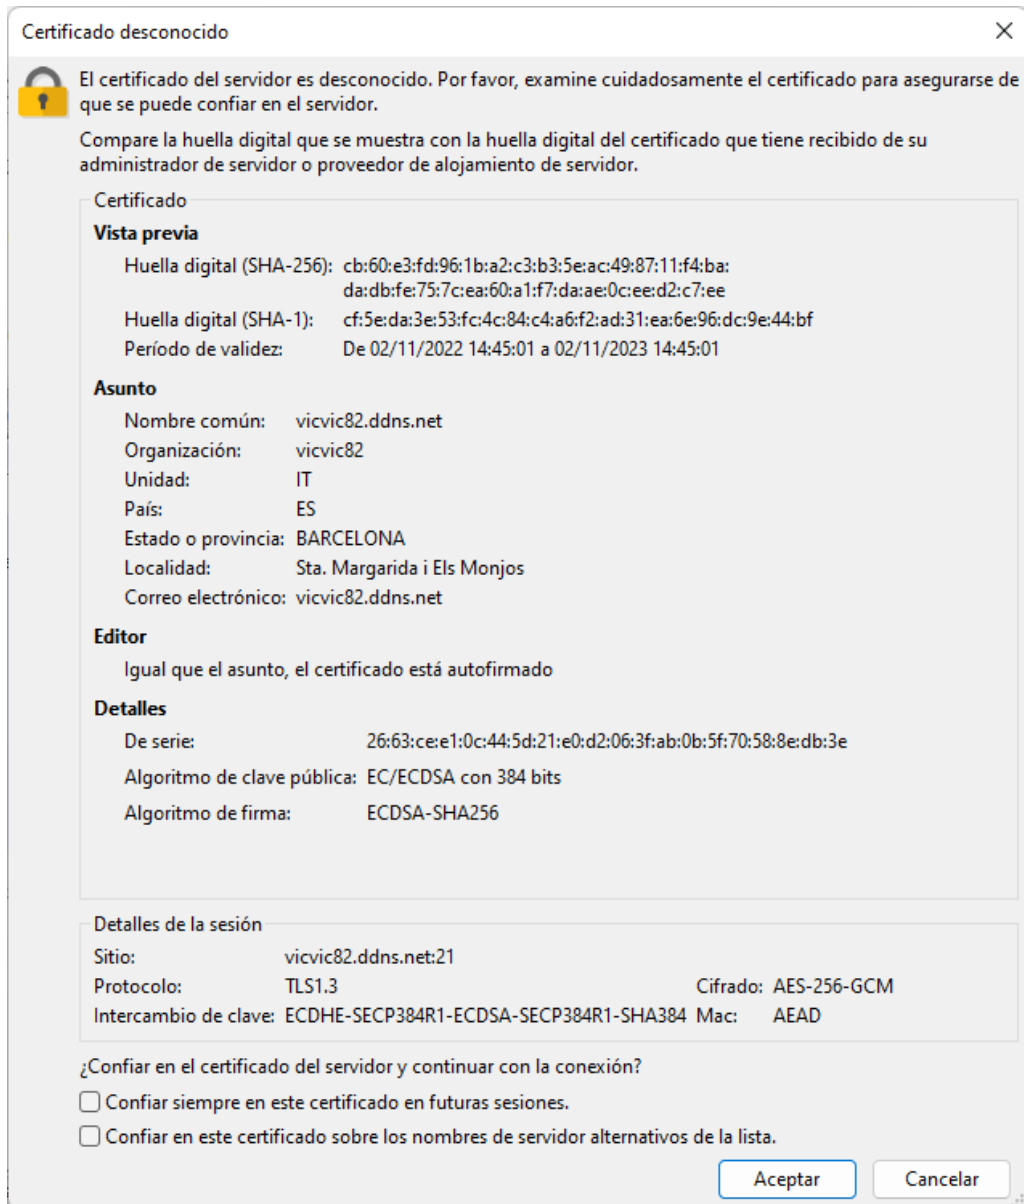 Certificado desconocido
El certificado del servidor es desconocido. Por favor, examine cuidadosamente el certificado para asegurarse de
que se puede confiar en el servidor.
Compare la huella digital que se muestra con la huella digital del certificado que tiene recibido de su
administrador de servidor o proveedor de alojamiento de servidor.
Certificado
Vista previa
Huella digital (SHA-256): cb:60:e3:fd:96:1b:a2:c3:b3:5e:ac:49:87:11:f4:ba:
da:db:fe:75:7c:ea:60:a1:f7:da:ae:0c:ee:d2:c7:ee
Huella digital (SHA-1): cf:5e:da:3e:53:fc:4c:84:c4:a6:f2:ad:31:ea:6e:96:dc:9e:44:bf
Período de validez: De 02/11/2022 14:45:01 a 02/11/2023 14:45:01
Asunto
Nombre común: vicvic82.ddns.net
Organización: vicvic82
Unidad: IT
País: ES
Estado o provincia: BARCELONA
Localidad: Sta. Margarida i Els Monjos
Correo electrónico: vicvic82.ddns.net
Editor
Igual que el asunto, el certificado está autofirmado
Detalles
De serie: 26:63:ce:e1:0c:44:5d:21:e0:d2:06:3f:ab:0b:5f:70:58:8e:db:3e
Algoritmo de clave pública: EC/ECDSA con 384 bits
Algoritmo de firma: ECDSA-SHA256
Detalles de la sesión
Sitio: vicvic82.ddns.net:21
Protocolo: TLS1.3 Cifrado: AES-256-GCM
Intercambio de clave: ECDHE-SECP384R1-ECDSA-SECP384R1-SHA384 Mac: AEAD
¿Confiar en el certificado del servidor y continuar con la conexión?
Confiar siempre en este certificado en futuras sesiones.
Confiar en este certificado sobre los nombres de servidor alternativos de la lista.
Aceptar Cancelar